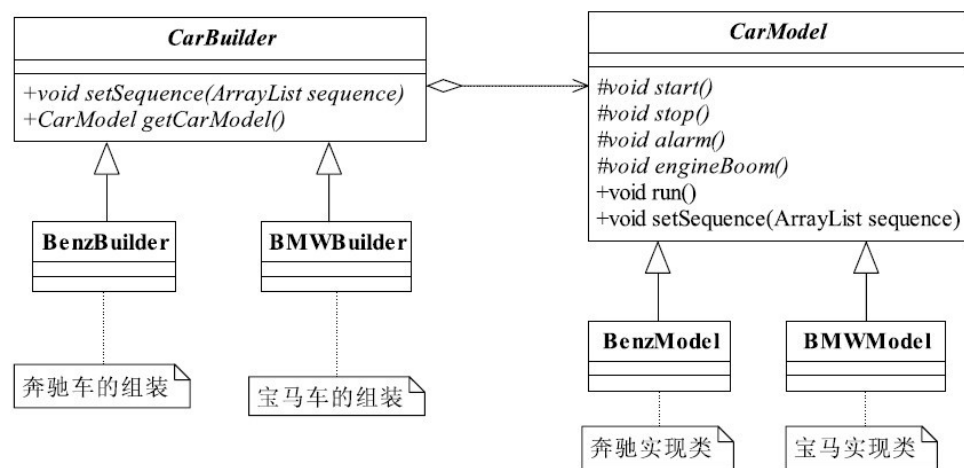 CarBuilder
+void setSequence(ArrayList sequence)
+CarModel getCarModel()
CarModel
#void start()
#void stop()
#void alarm()
#void engineBoom()
+void run()
+void setSequence(ArrayList sequence)
BenzBuilder
BMWBuilder
奔驰车的组装
宝马车的组装
BenzModel
BMWModel
奔驰实现类
宝马实现类